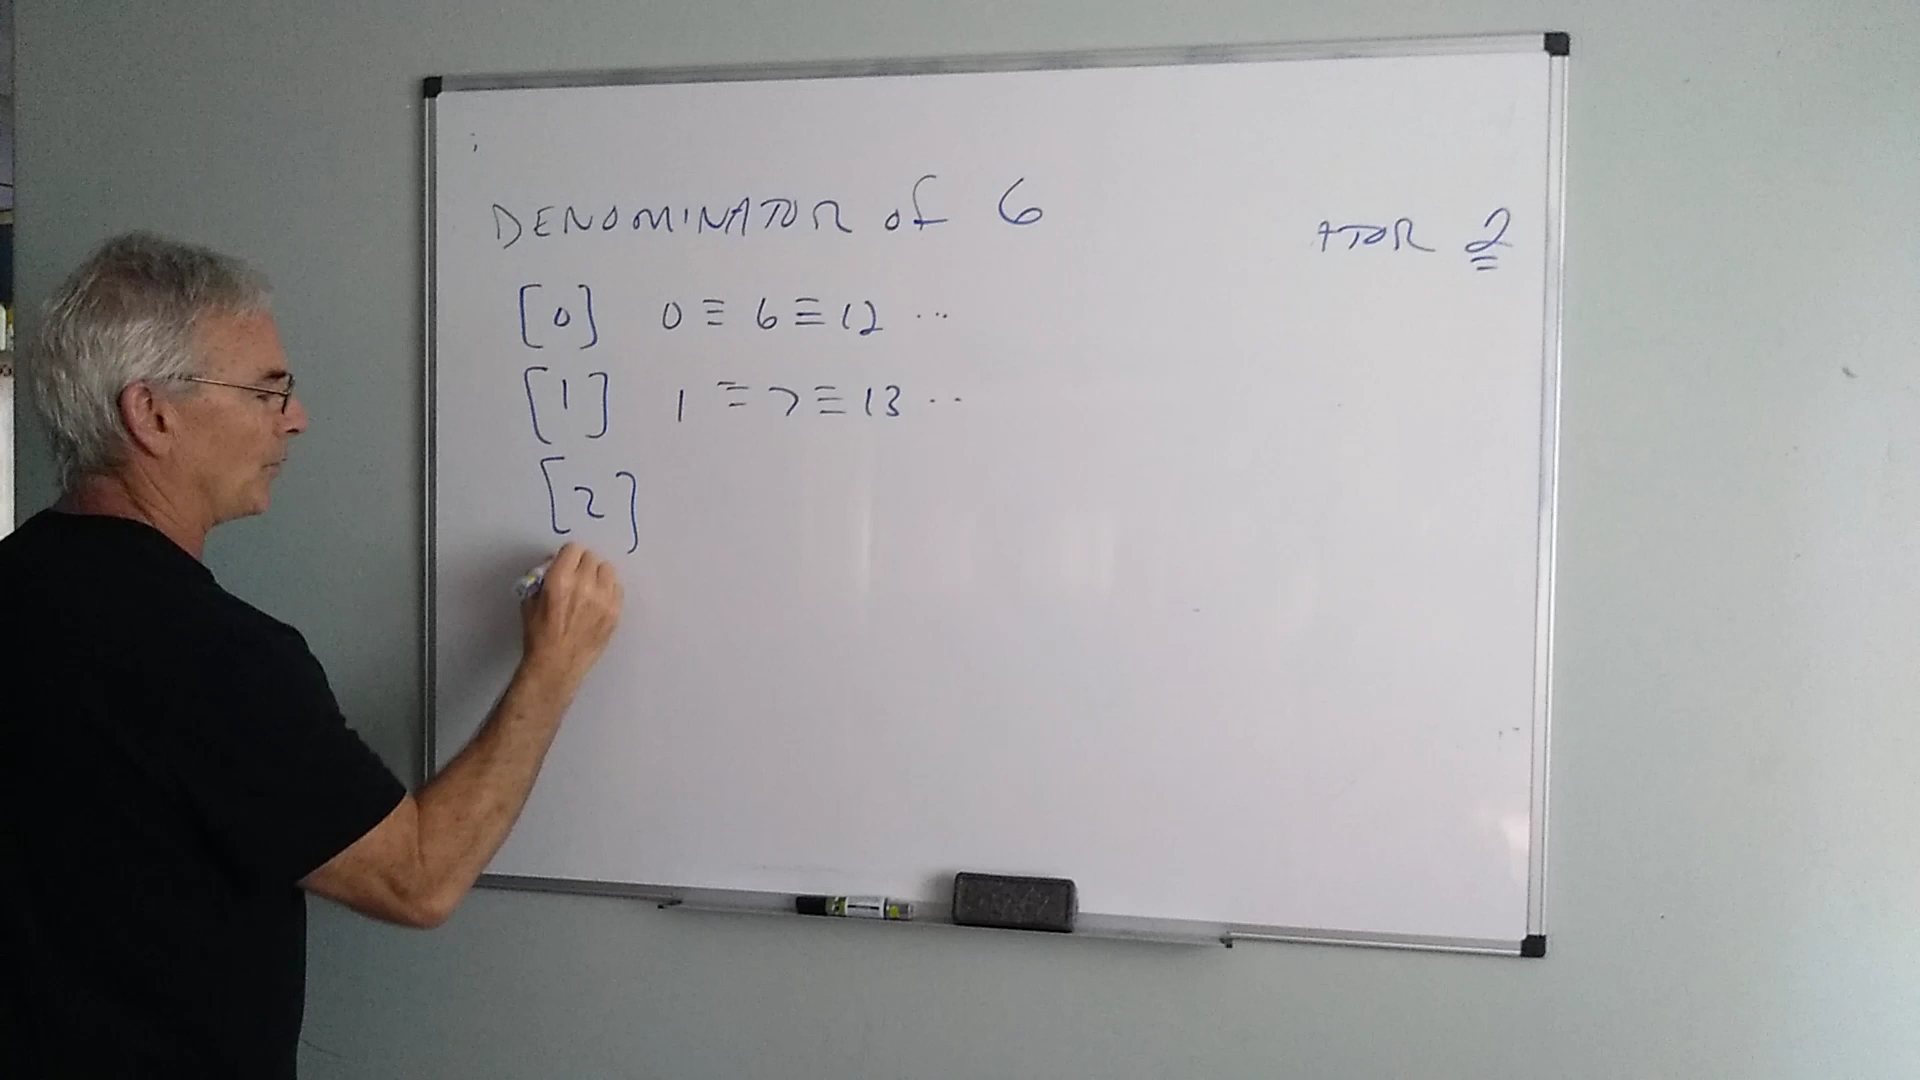 DENOMINATOR of 6
ATOR 2
[0] 0 ≡ 6 ≡ 12 ...
[1] 1 ≡ 7 ≡ 13 ..
[2]